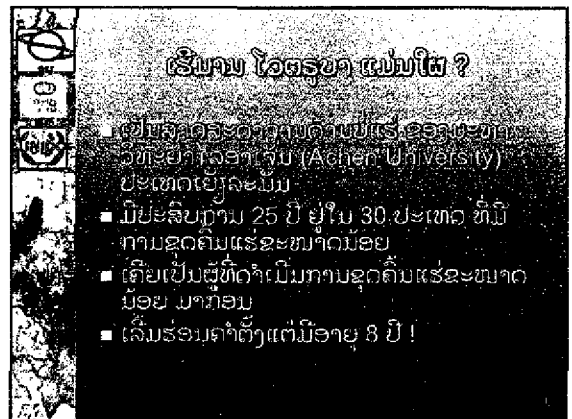 ເຮີມານ ໂວຕຣູບາ ແມ່ນໃຜ ?
ເປັນສາດສະດາຈານດ້ານບໍ່ແຮ່ ຂອງມະຫາ
ວິທະຍາໄລອາເຈັນ (Achen University)
ປະເທດເຢັຽລະມັນ
ມີປະສົບການ 25 ປີ ຢູ່ໃນ 30 ປະເທດ ທີ່ມີ
ການຂຸດຄົ້ນແຮ່ຂະໜາດນ້ອຍ
ເຄີຍເປັນຜູ້ທີ່ດຳເນີນການຂຸດຄົ້ນແຮ່ຂະໜາດ
ນ້ອຍ ມາກ່ອນ
ເລີ່ມຮ່ອນຄຳຕັ້ງແຕ່ມີອາຍຸ 8 ປີ !